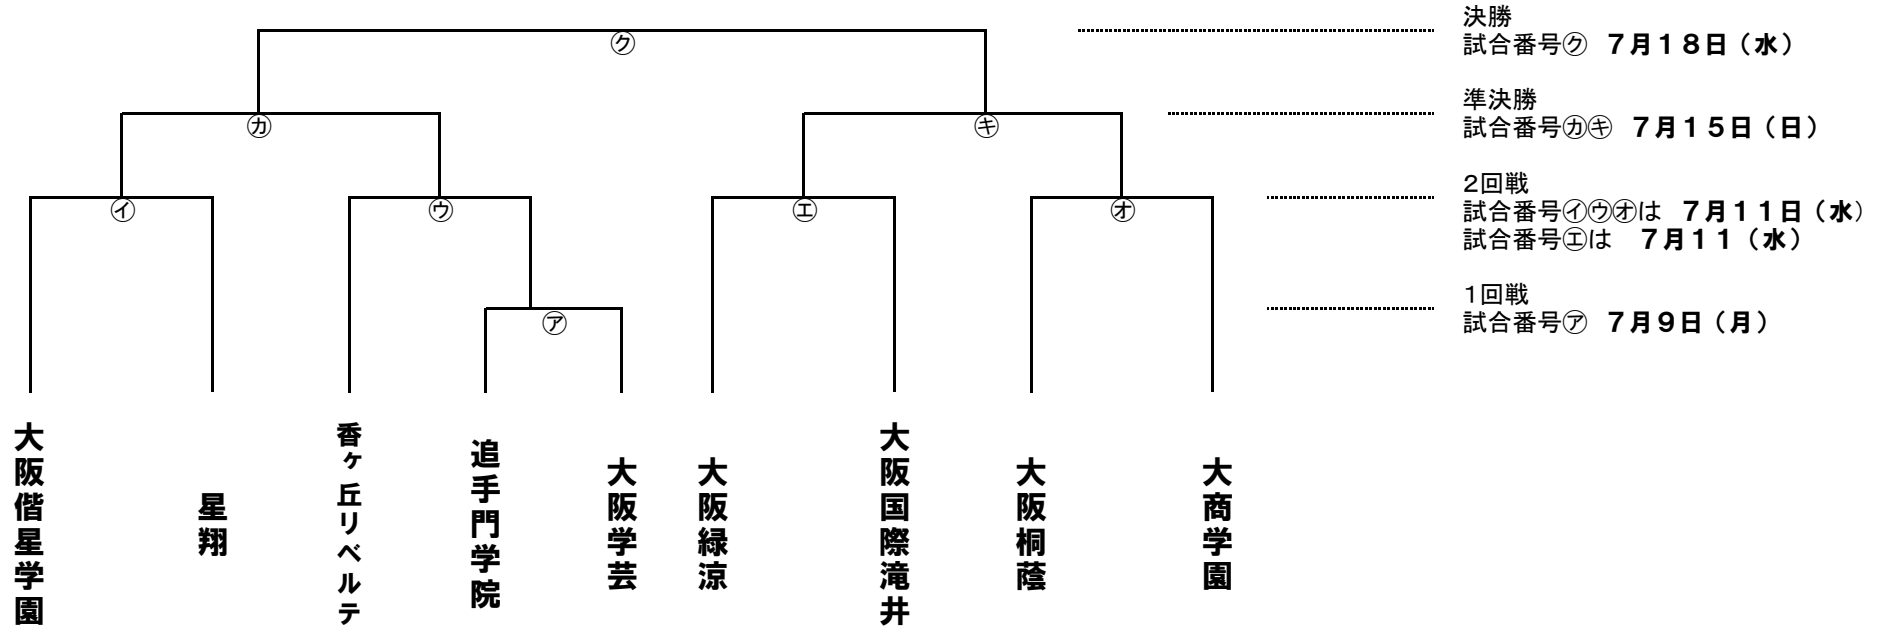 ㋗
決勝
試合番号㋗　７月１８日（水）
㋕
㋖
準決勝
試合番号㋕㋖　７月１５日（日）
㋑
㋒
㋓
㋔
２回戦
試合番号㋑㋒㋔は　７月１１日（水）
試合番号㋓は　７月１１（水）
㋐
１回戦
試合番号㋐　７月９日（月）
大阪偕星学園
星翔
香ヶ丘リベルテ
追手門学院
大阪学芸
大阪緑涼
大阪国際滝井
大阪桐蔭
大商学園